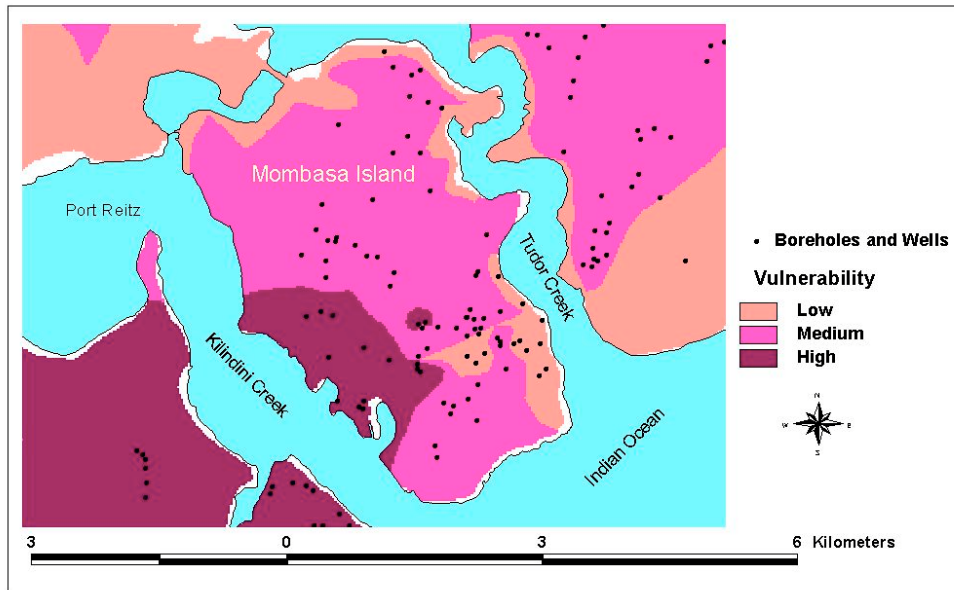 Mombasa Island
Port Reitz
Tudor Creek
Kilindini Creek
Indian Ocean
Boreholes and Wells
Vulnerability
Low
Medium
High
N
W E
S
3 0 3 6 Kilometers